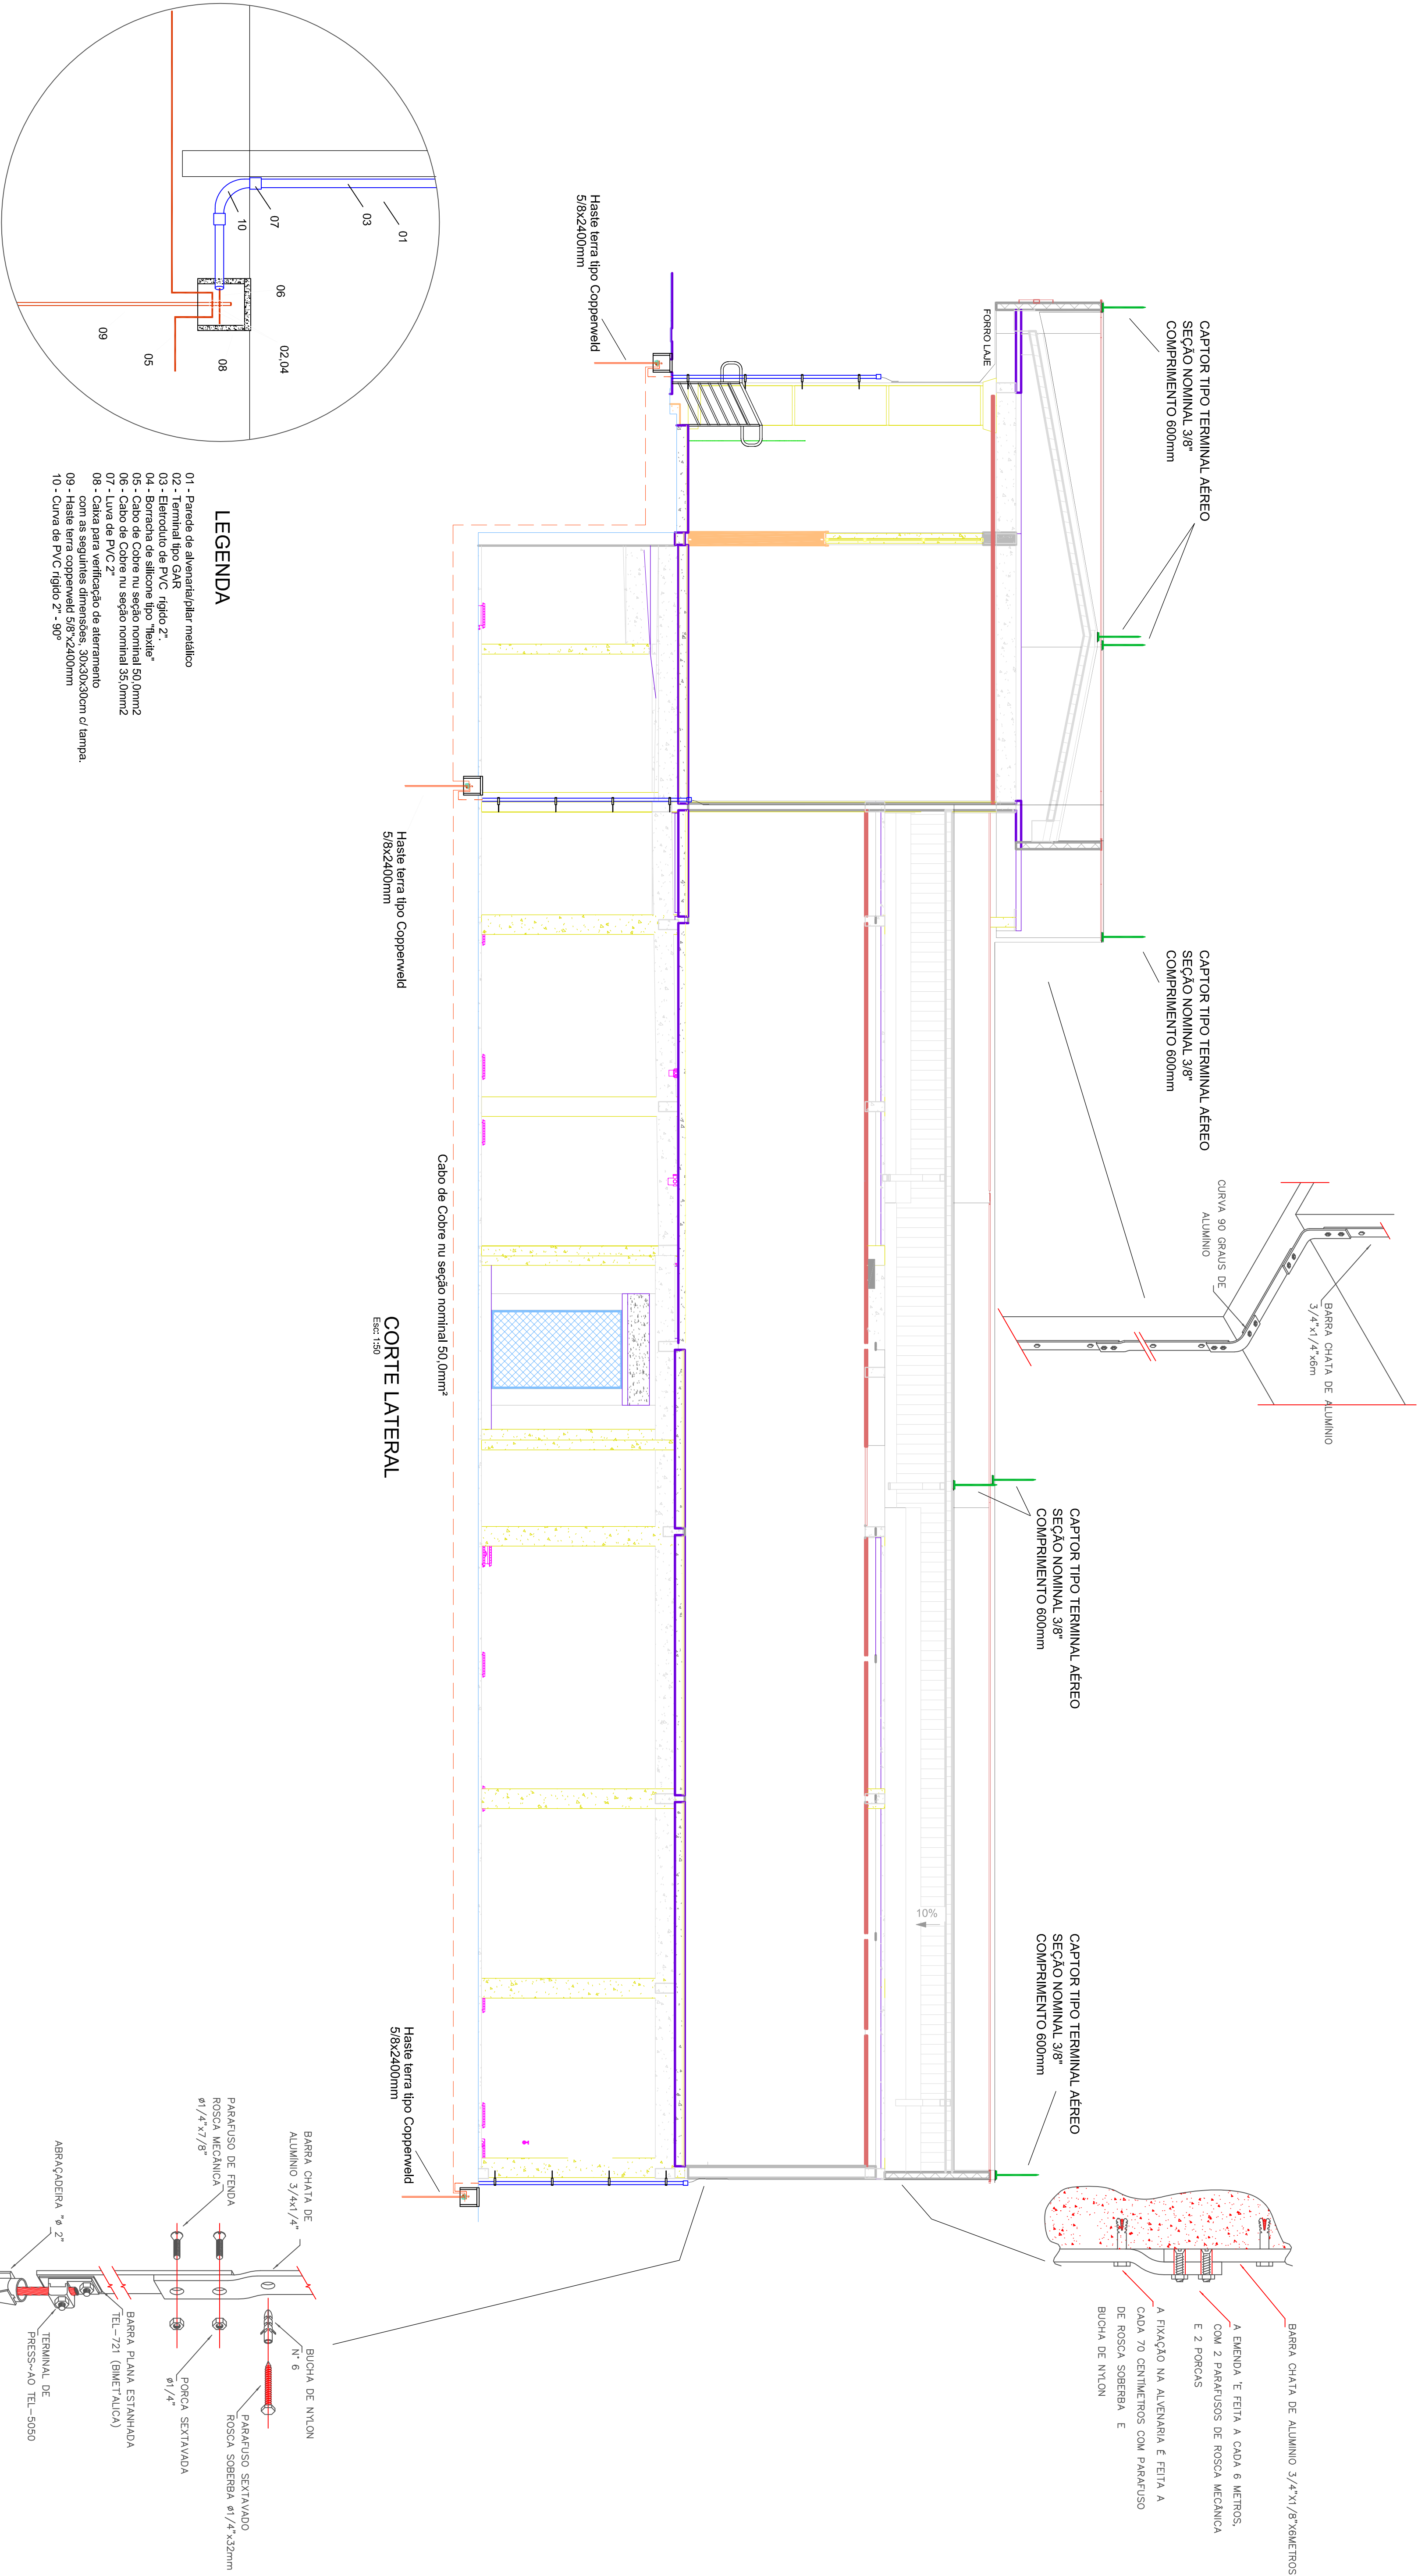 BARRA CHATA DE ALUMÍNIO
3/4"x1/4"x6m
CURVA 90 GRAUS DE
ALUMÍNIO
BARRA CHATA DE ALUMINIO 3/4"X1/8"X6METROS
A EMENDA 'E FEITA A CADA 6 METROS,
COM 2 PARAFUSOS DE ROSCA MECÂNICA
E 2 PORCAS
A FIXAÇÃO NA ALVENARIA É FEITA A
CADA 70 CENTÍMETROS COM PARAFUSO
DE ROSCA SOBERBA E
BUCHA DE NYLON
CAPTOR TIPO TERMINAL AÉREO
SEÇÃO NOMINAL 3/8"
COMPRIMENTO 600mm
CAPTOR TIPO TERMINAL AÉREO
SEÇÃO NOMINAL 3/8"
COMPRIMENTO 600mm
CAPTOR TIPO TERMINAL AÉREO
SEÇÃO NOMINAL 3/8"
COMPRIMENTO 600mm
CAPTOR TIPO TERMINAL AÉREO
SEÇÃO NOMINAL 3/8"
COMPRIMENTO 600mm
FORRO LAJE
10%
Haste terra tipo Copperweld
5/8x2400mm
Haste terra tipo Copperweld
5/8x2400mm
Haste terra tipo Copperweld
5/8x2400mm
Cabo de Cobre nu seção nominal 50,0mm²
CORTE LATERAL
Esc: 1:50
01
03
07
10
06
02,04
08
05
09
LEGENDA
01 - Parede de alvenaria/pilar metálico
02 - Terminal tipo GAR
03 - Eletroduto de PVC rígido 2".
04 - Borracha de silicone tipo "flexite"
05 - Cabo de Cobre nu seção nominal 50,0mm2
06 - Cabo de Cobre nu seção nominal 35,0mm2
07 - Luva de PVC 2"
08 - Caixa para verificação de aterramento
com as seguintes dimensões, 30x30x30cm c/ tampa.
09 - Haste terra copperweld 5/8"x2400mm
10 - Curva de PVC rígido 2" - 90°
BARRA CHATA DE
ALUMÍNIO 3/4x1/4"
BUCHA DE NYLON
N° 6
PARAFUSO DE FENDA
ROSCA MECÂNICA
ø1/4"x7/8"
PARAFUSO SEXTAVADO
ROSCA SOBERBA ø1/4"x32mm
PORCA SEXTAVADA
ø1/4"
BARRA PLANA ESTANHADA
TEL-721 (BIMET'ALICA)
ABRAÇADEIRA "ø 2"
TERMINAL DE
PRESS~AO TEL-5050